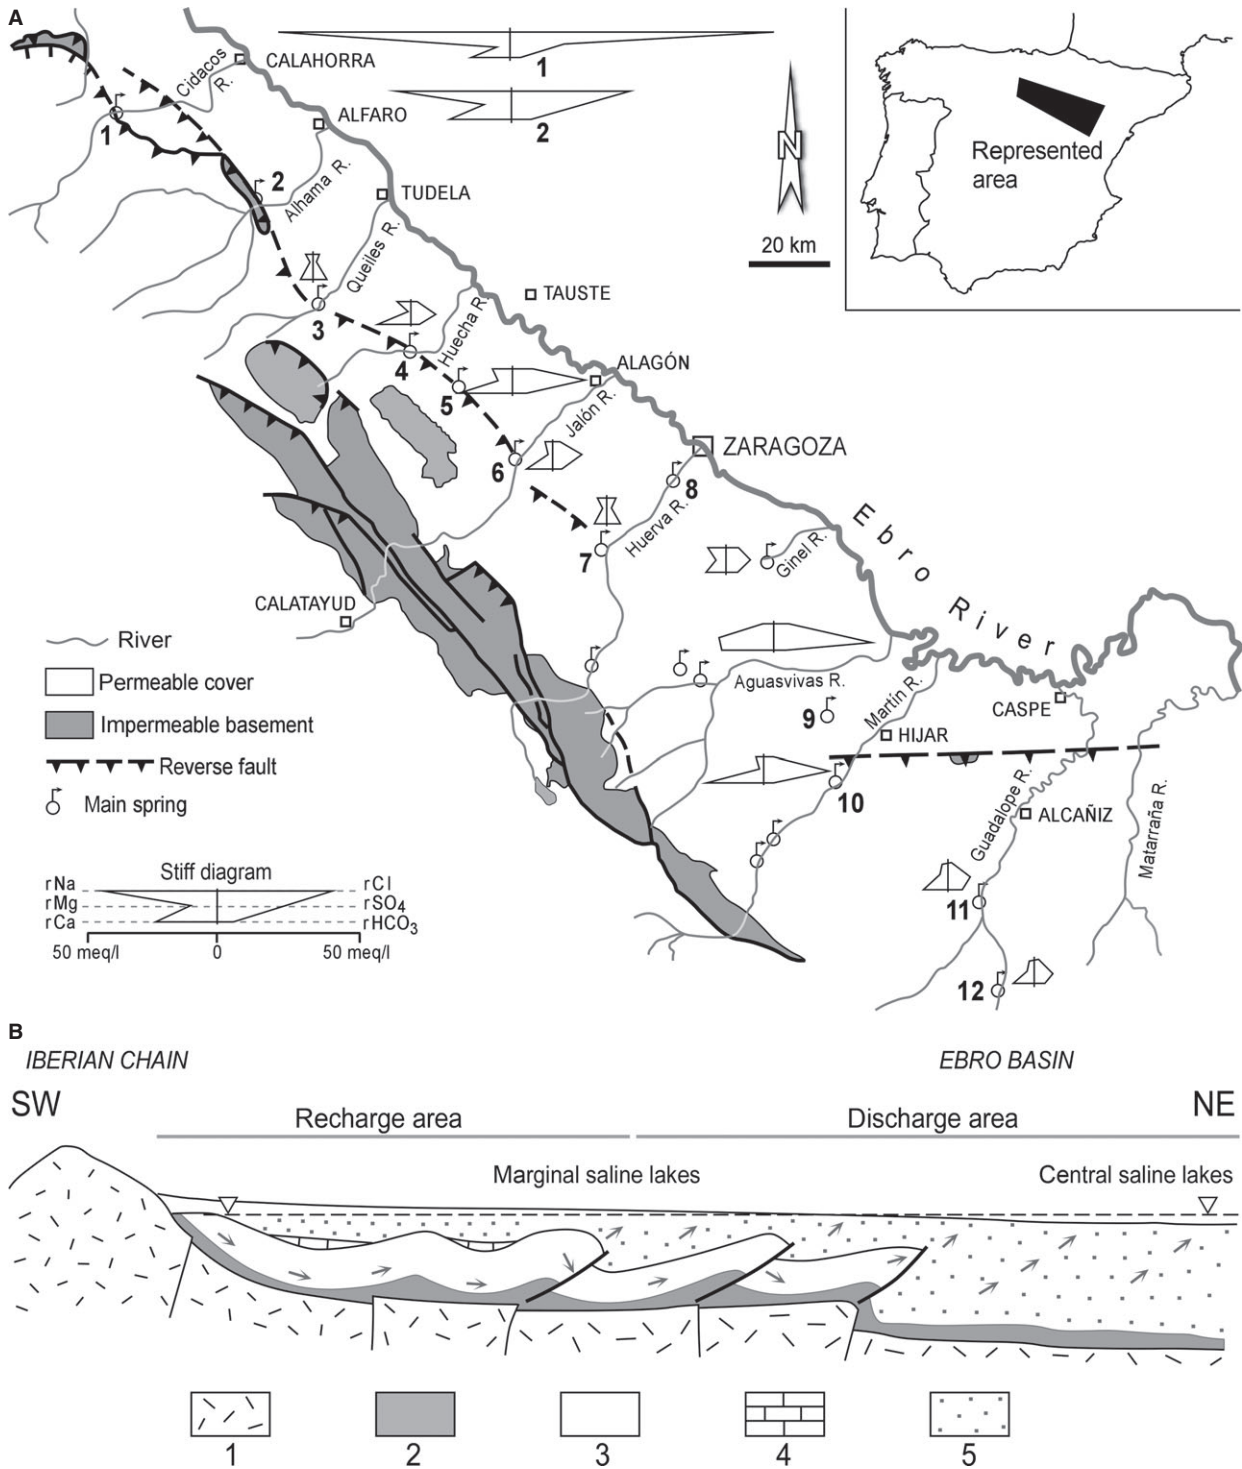 A
CALAHORRA
Cidacos
R.
ALFARO
1
2
N
20 km
Represented
area
1
2
Alhama R.
TUDELA
Queiles R.
3
TAUSTE
Huecha R.
4
5
ALAGÓN
Jalón R.
6
ZARAGOZA
8
Huerva R.
7
Ginel R.
Ebro River
CALATAYUD
River
Permeable cover
Impermeable basement
Reverse fault
Main spring
Aguasvivas R.
9
Martín R.
HIJAR
CASPE
10
Guadalope R.
ALCAÑIZ
Matarraña R.
11
12
Stiff diagram
rNa
rCl
rMg
rSO4
rCa
rHCO3
50 meq/l
0
50 meq/l
B
IBERIAN CHAIN
EBRO BASIN
SW
NE
Recharge area
Discharge area
Marginal saline lakes
Central saline lakes
1
2
3
4
5